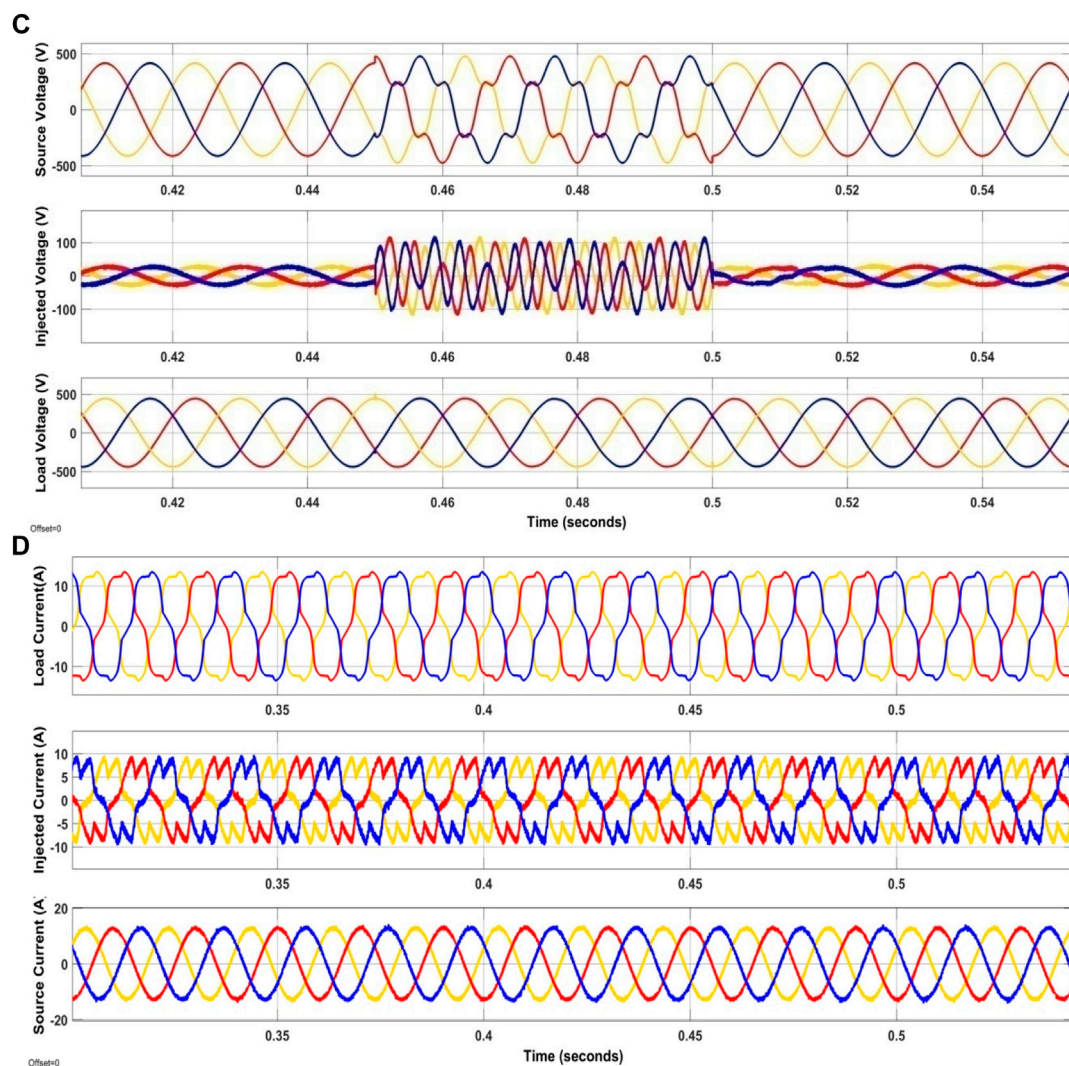 C
Source Voltage (V)
500
0
-500
0.42 0.44 0.46 0.48 0.5 0.52 0.54
Injected Voltage (V)
100
0
-100
0.42 0.44 0.46 0.48 0.5 0.52 0.54
Load Voltage (V)
500
0
-500
0.42 0.44 0.46 0.48 0.5 0.52 0.54
Time (seconds)
Offset=0
D
Load Current(A)
10
0
-10
0.35 0.4 0.45 0.5
Injected Current (A)
10
5
0
-5
-10
0.35 0.4 0.45 0.5
Source Current (A
20
0
-20
0.35 0.4 0.45 0.5
Time (seconds)
Offset=0